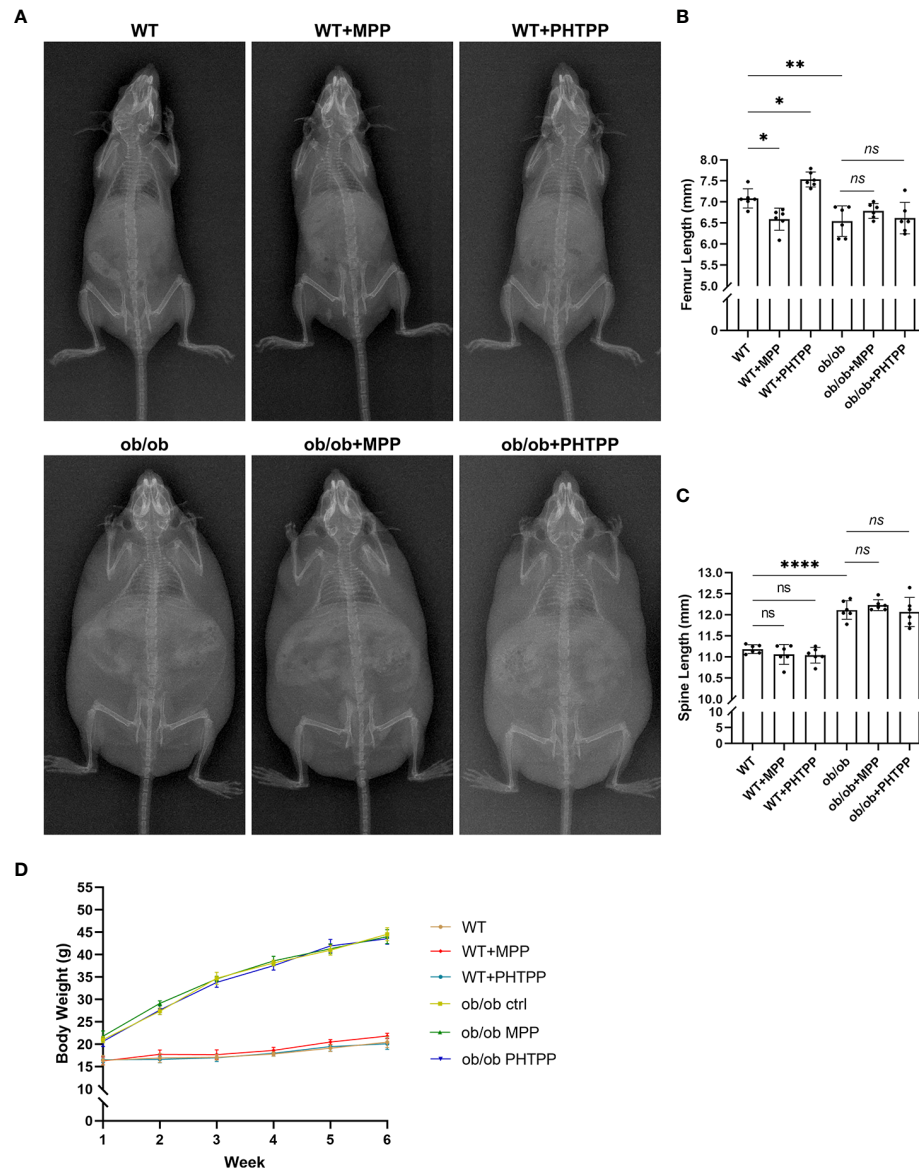 A
WT
WT+MPP
WT+PHTPP
ob/ob
ob/ob+MPP
ob/ob+PHTPP
B
**
*
*
ns
ns
8.0
7.5
7.0
6.5
6.0
5.5
5.0
0
Femur Length (mm)
WT
WT+MPP
WT+PHTPP
ob/ob
ob/ob+MPP
ob/ob+PHTPP
C
ns
ns
****
ns
ns
13.0
12.5
12.0
11.5
11.0
10.5
10.0
10
5
0
Spine Length (mm)
WT
WT+MPP
WT+PHTPP
ob/ob
ob/ob+MPP
ob/ob+PHTPP
D
55
50
45
40
35
30
25
20
15
10
0
Body Weight (g)
1 2 3 4 5 6
Week
WT
WT+MPP
WT+PHTPP
ob/ob ctrl
ob/ob MPP
ob/ob PHTPP